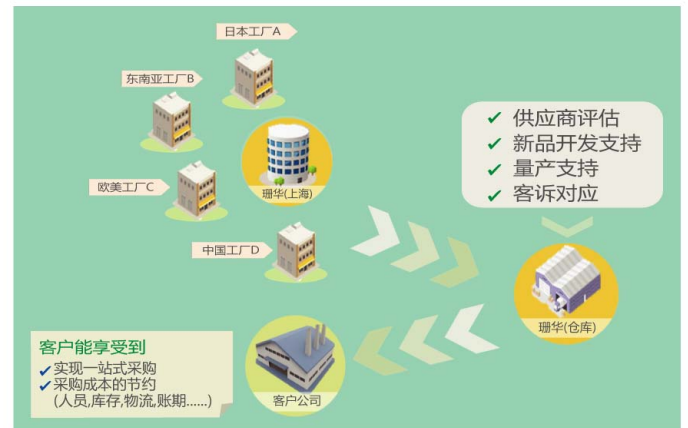 日本工厂A
东南亚工厂B
欧美工厂C
珊华(上海)
中国工厂D
✓ 供应商评估
✓ 新品开发支持
✓ 量产支持
✓ 客诉对应
珊华(仓库)
客户能享受到
✓实现一站式采购
✓采购成本的节约
(人员,库存,物流,账期......)
客户公司